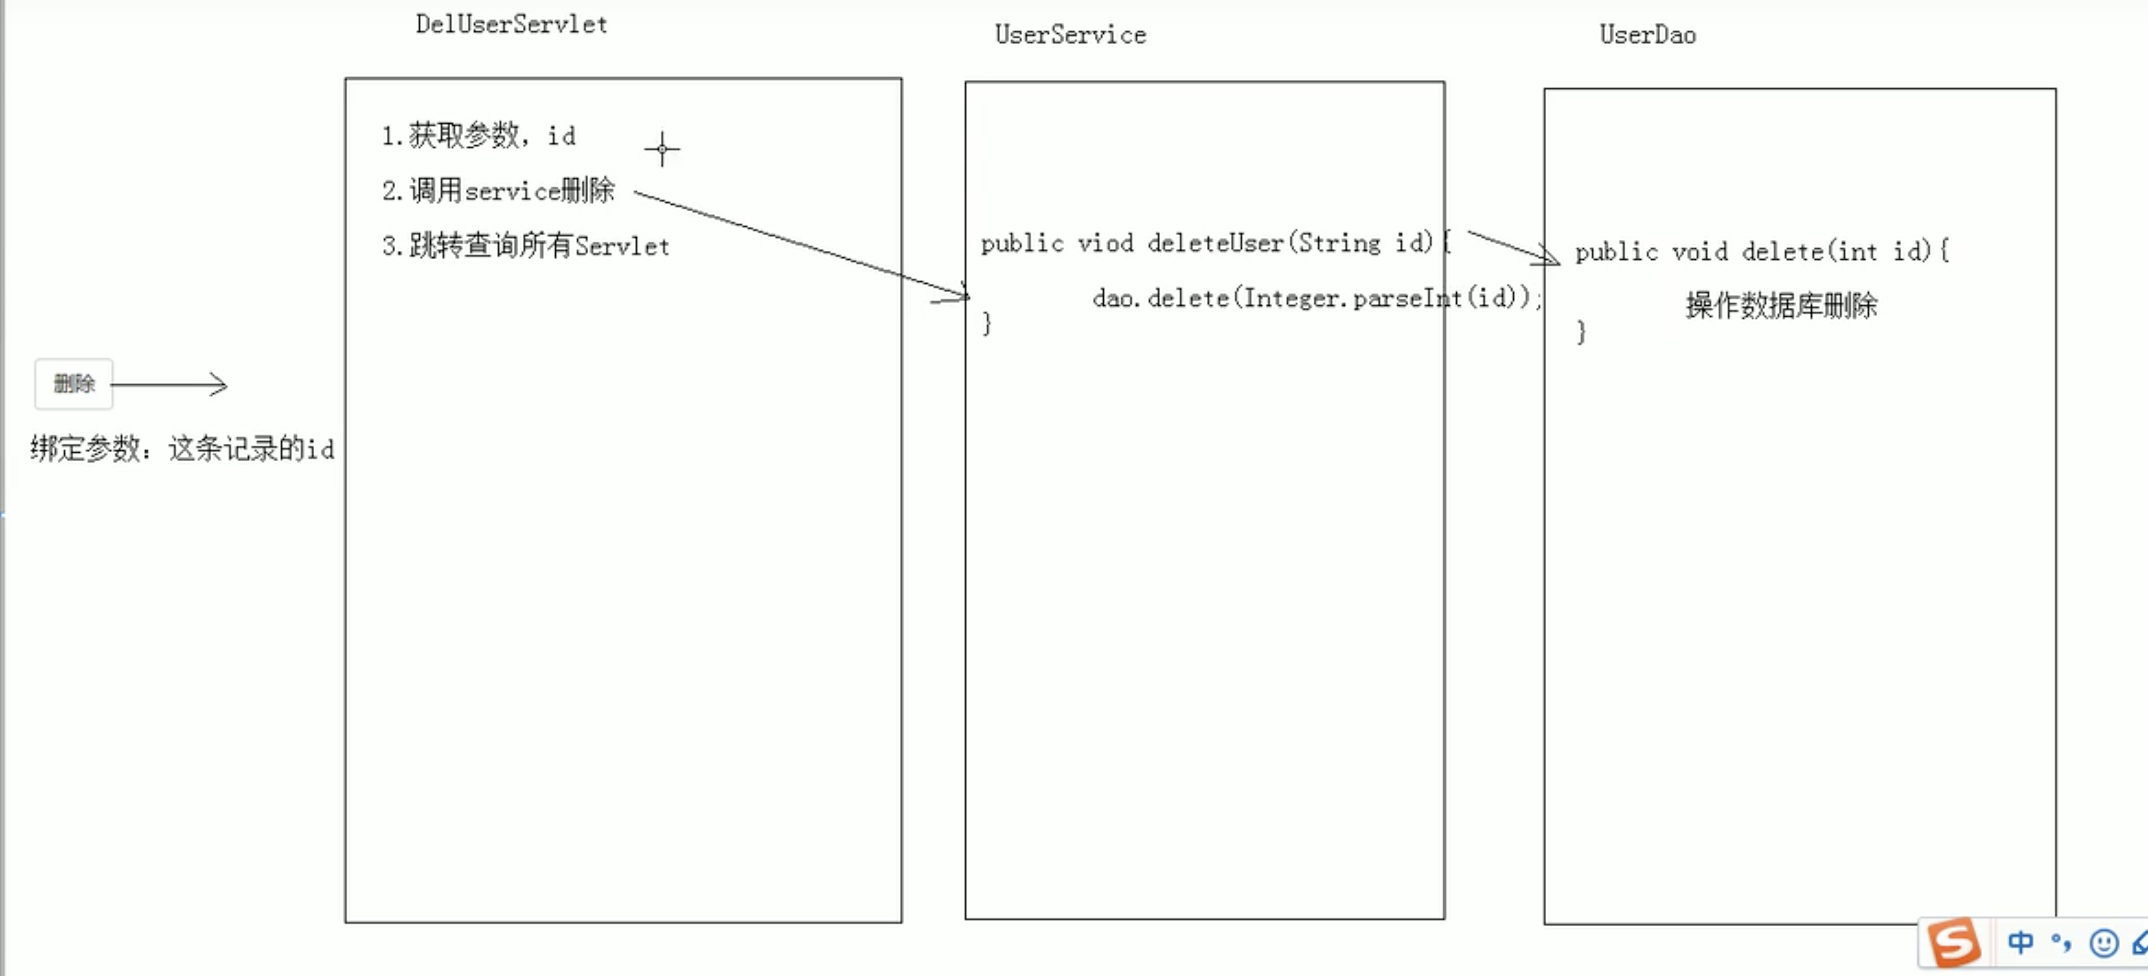 DelUserServlet
UserService
UserDao
1.获取参数，id
2.调用service删除
3.跳转查询所有Servlet
public viod deleteUser(String id){
dao.delete(Integer.parseInt(id));
}
public void delete(int id){
操作数据库删除
}
删除
绑定参数：这条记录的id
S
中